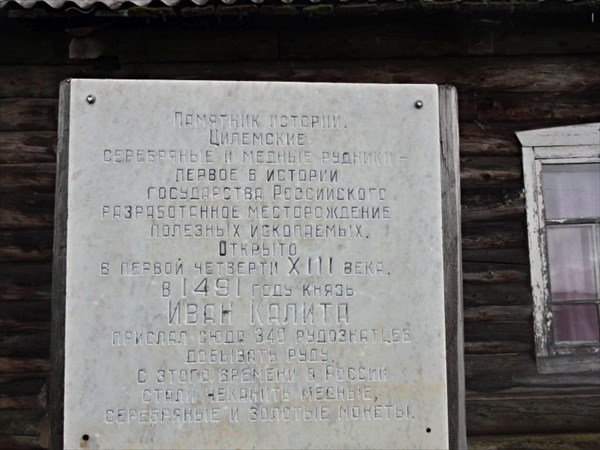 Памятник истории.
Цилемские
серебряные и медные рудники -
первое в истории
государства Российского
разработанное месторождение
полезных ископаемых.
Открыто
в первой четверти XIII века.
В 1491 году князь
Иван Калита
прислал сюда 340 рудознатцев
добывать руду.
С этого времени в России
стали чеканить медные,
серебряные и золотые монеты.